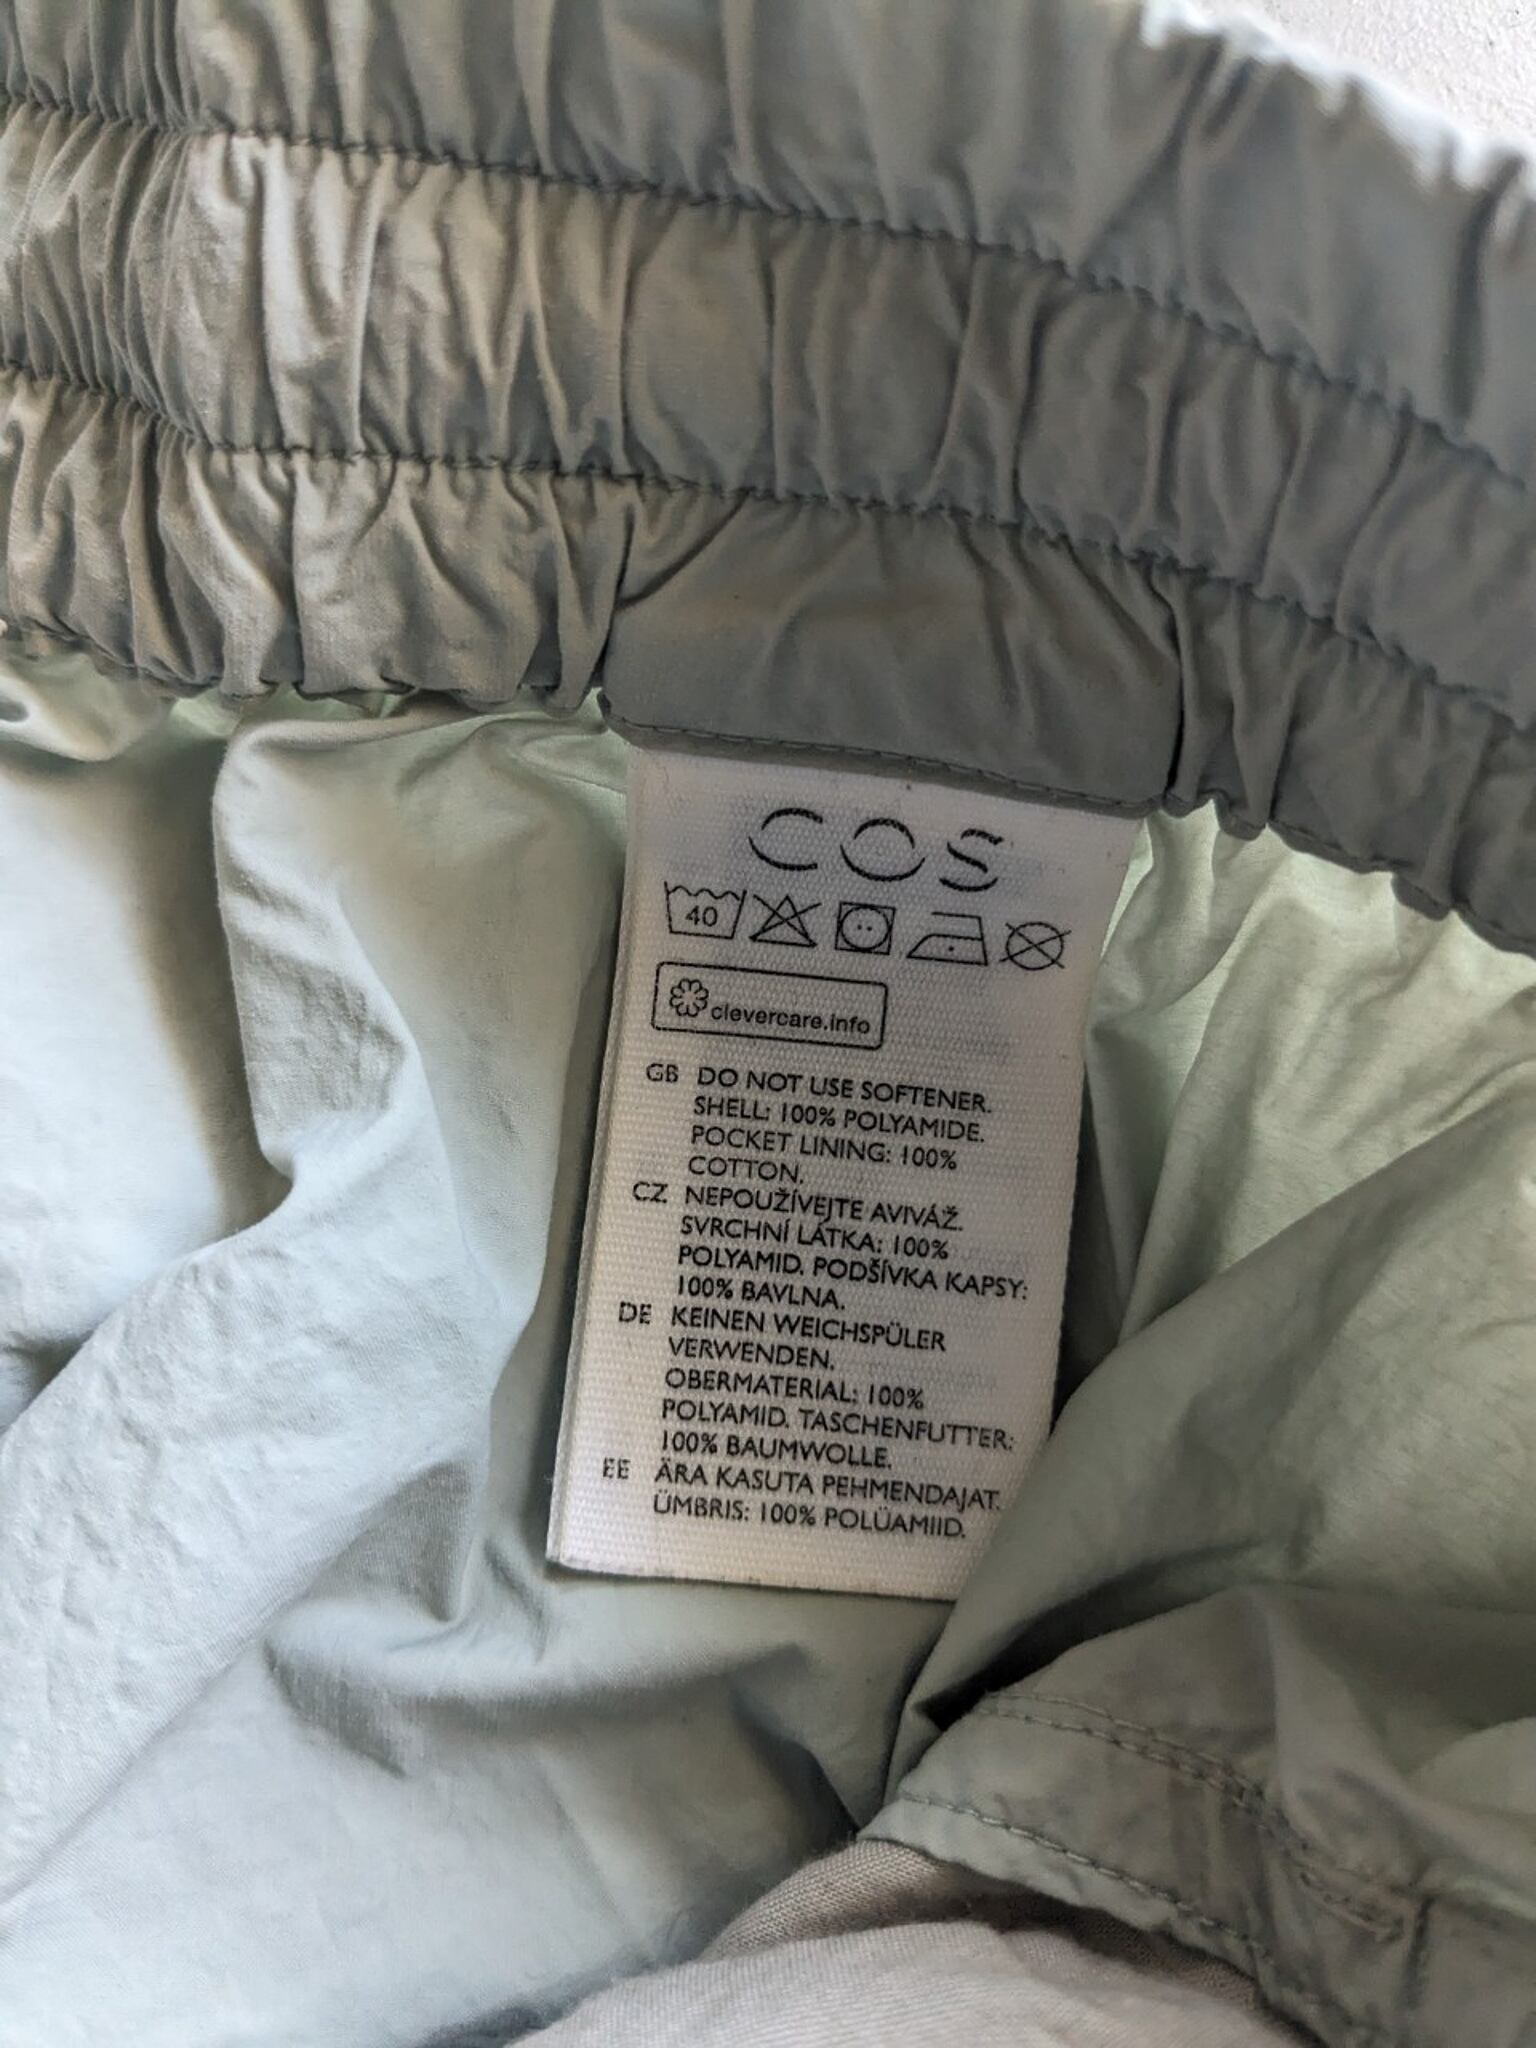 COS
40
clevercare.info
GB DO NOT USE SOFTENER.
SHELL: 100% POLYAMIDE.
POCKET LINING: 100%
COTTON.
CZ NEPOUŽÍVEJTE AVIVÁŽ.
SVRCHNÍ LÁTKA: 100%
POLYAMID. PODŠÍVKA KAPSY:
100% BAVLNA.
DE KEINEN WEICHSPÜLER
VERWENDEN.
OBERMATERIAL: 100%
POLYAMID. TASCHENFUTTER:
100% BAUMWOLLE.
EE ÄRA KASUTA PEHMENDAJAT.
ÜMBRIS: 100% POLÜAMIID.